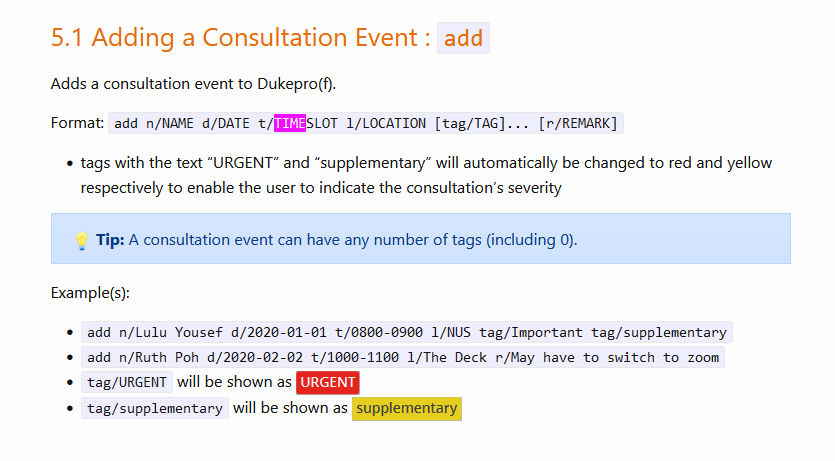 5.1 Adding a Consultation Event : add
Adds a consultation event to Dukepro(f).
Format: add n/NAME d/DATE t/TIMESLOT l/LOCATION [tag/TAG]... [r/REMARK]
• tags with the text “URGENT” and “supplementary” will automatically be changed to red and yellow
respectively to enable the user to indicate the consultation’s severity
💡 Tip: A consultation event can have any number of tags (including 0).
Example(s):
• add n/Lulu Yousef d/2020-01-01 t/0800-0900 l/NUS tag/Important tag/supplementary
• add n/Ruth Poh d/2020-02-02 t/1000-1100 l/The Deck r/May have to switch to zoom
• tag/URGENT will be shown as URGENT
• tag/supplementary will be shown as supplementary